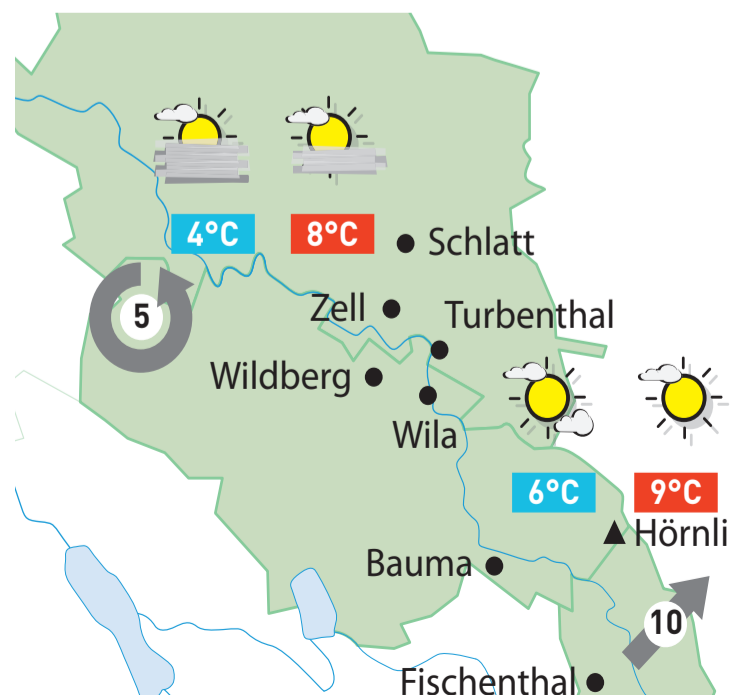 4°C 8°C
Schlatt
Zell
5
Turbenthal
Wildberg
Wila
6°C 9°C
Hörnli
Bauma
10
Fischenthal